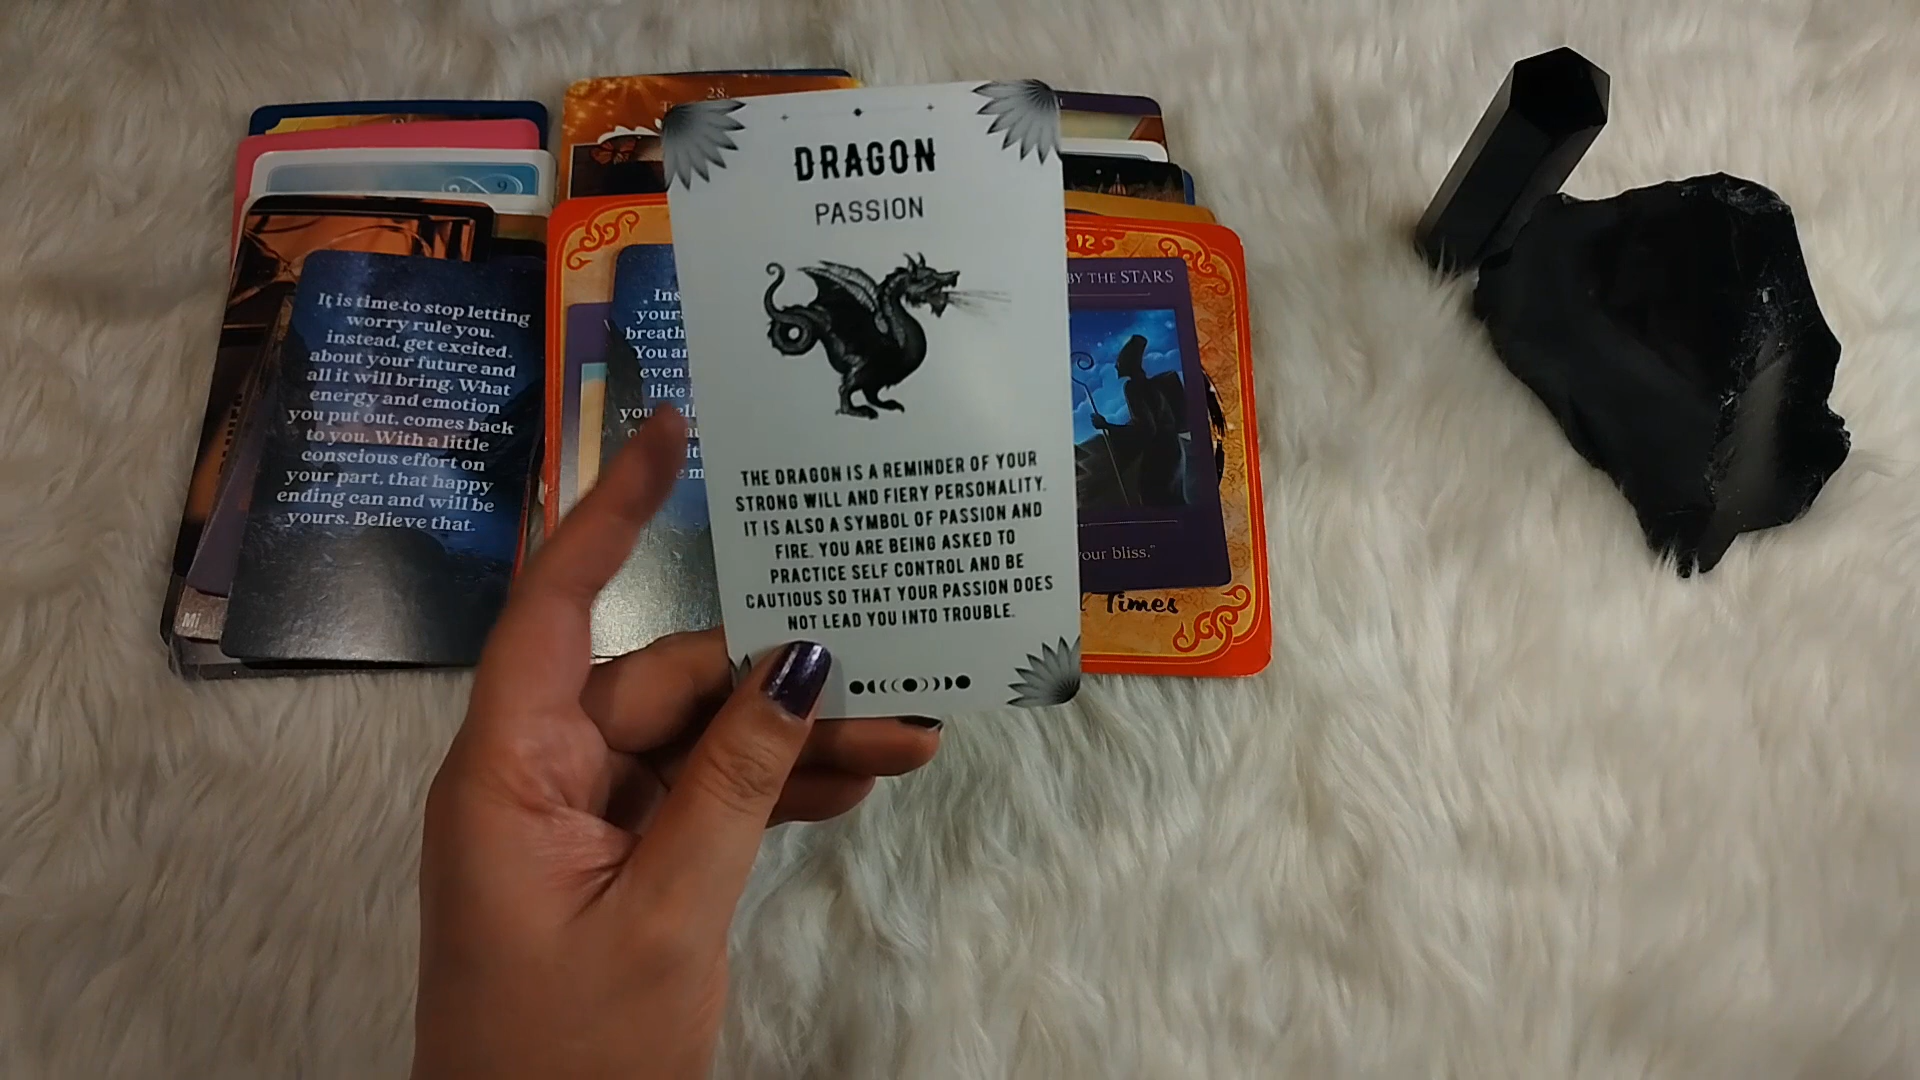 DRAGON
PASSION
THE DRAGON IS A REMINDER OF YOUR
STRONG WILL AND FIERY PERSONALITY.
IT IS ALSO A SYMBOL OF PASSION AND
FIRE. YOU ARE BEING ASKED TO
PRACTICE SELF CONTROL AND BE
CAUTIOUS SO THAT YOUR PASSION DOES
NOT LEAD YOU INTO TROUBLE.
It is time to stop letting
worry rule you,
instead, get excited
about your future and
all it will bring. What
energy and emotion
you put out, comes back
to you. With a little
conscious effort on
your part, that happy
ending can and will be
yours. Believe that.
28.
9
12
BY THE STARS
your bliss."
Times
You
even
like